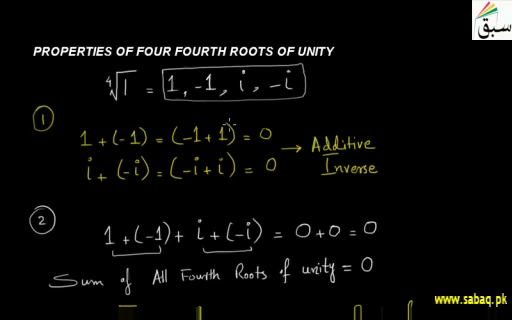 سبق
PROPERTIES OF FOUR FOURTH ROOTS OF UNITY
∜1 = 1, -1, i, -i
① 1 + (-1) = (-1 + 1) = 0
i + (-i) = (-i + i) = 0 → Additive Inverse
② 1 + (-1) + i + (-i) = 0 + 0 = 0
Sum of All Fourth Roots of unity = 0
www.sabaq.pk